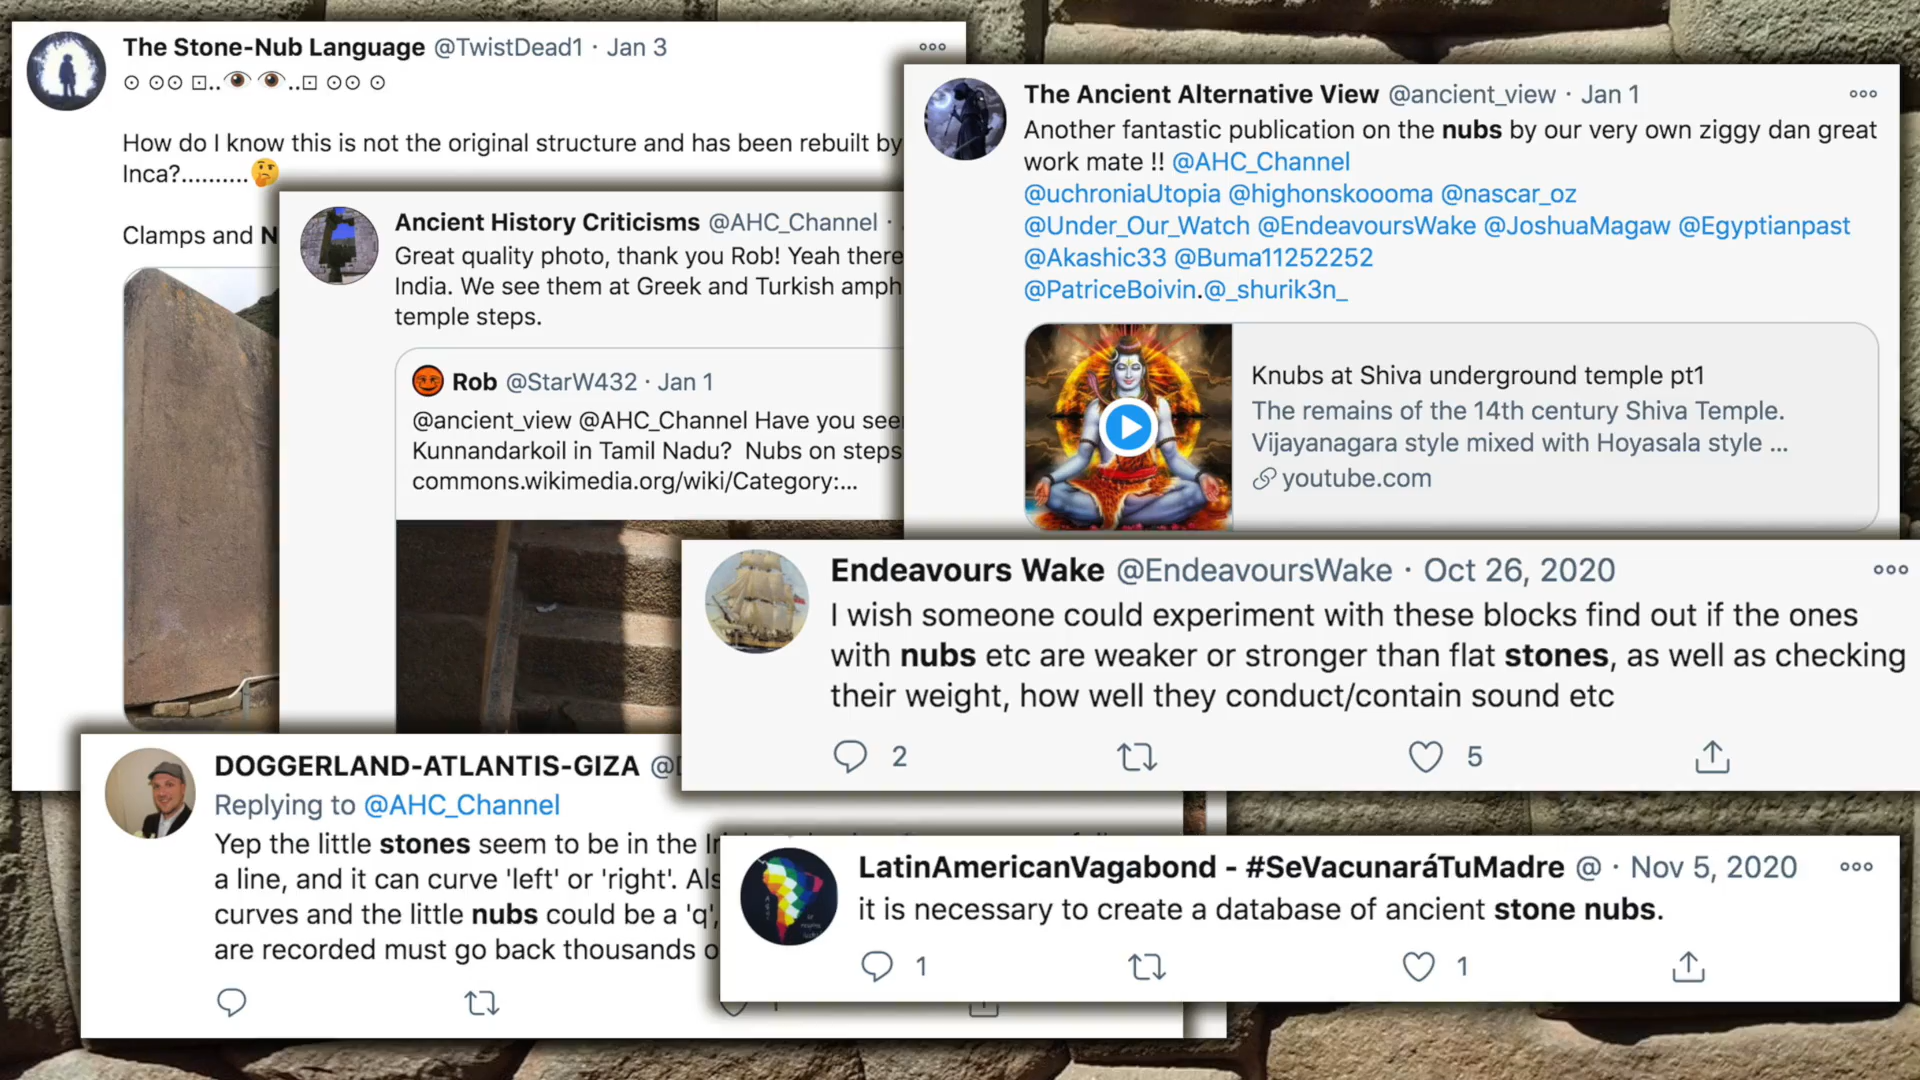 The Stone-Nub Language @TwistDead1 · Jan 3
How do I know this is not the original structure and has been rebuilt by
Inca?..........🤔
Clamps and N
Ancient History Criticisms @AHC_Channel ·
Great quality photo, thank you Rob! Yeah there
India. We see them at Greek and Turkish amph
temple steps.
Rob @StarW432 · Jan 1
@ancient_view @AHC_Channel Have you see
Kunnandarkoil in Tamil Nadu? Nubs on steps
commons.wikimedia.org/wiki/Category:...
The Ancient Alternative View @ancient_view · Jan 1
Another fantastic publication on the nubs by our very own ziggy dan great
work mate !! @AHC_Channel
@uchroniaUtopia @highonskoooma @nascar_oz
@Under_Our_Watch @EndeavoursWake @JoshuaMagaw @Egyptianpast
@Akashic33 @Buma11252252
@PatriceBoivin.@_shurik3n_
Knubs at Shiva underground temple pt1
The remains of the 14th century Shiva Temple.
Vijayanagara style mixed with Hoyasala style ...
youtube.com
Endeavours Wake @EndeavoursWake · Oct 26, 2020
I wish someone could experiment with these blocks find out if the ones
with nubs etc are weaker or stronger than flat stones, as well as checking
their weight, how well they conduct/contain sound etc
2 5
DOGGERLAND-ATLANTIS-GIZA
Replying to @AHC_Channel
Yep the little stones seem to be in the
a line, and it can curve 'left' or 'right'. Als
curves and the little nubs could be a 'q',
are recorded must go back thousands o
LatinAmericanVagabond - #SeVacunaráTuMadre @ · Nov 5, 2020
it is necessary to create a database of ancient stone nubs.
1 1